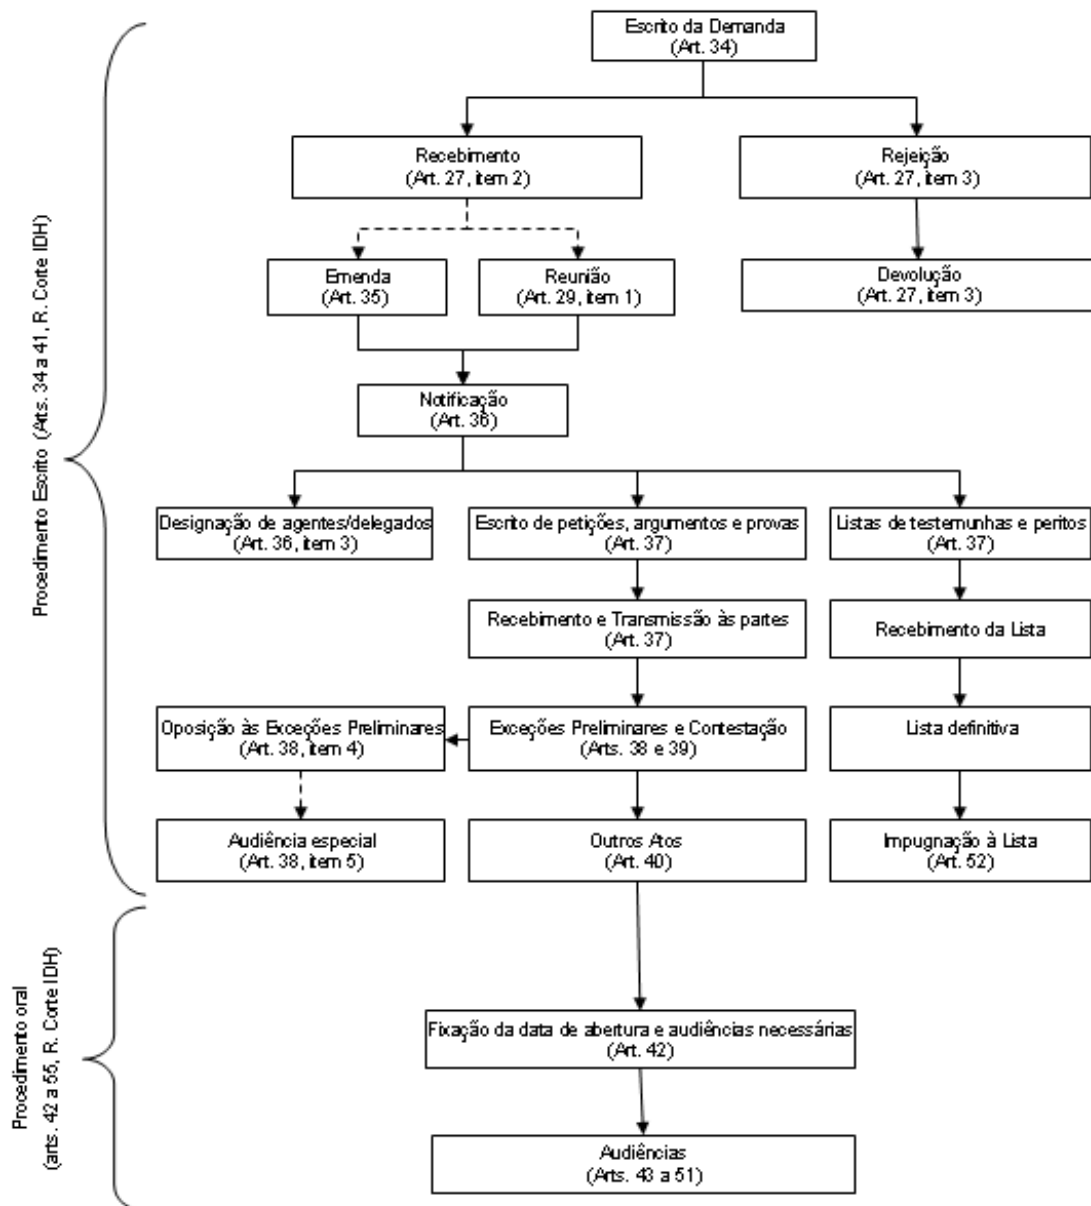 Escrito da Demanda
(Art. 34)
Recebimento
(Art. 27, item 2)
Rejeição
(Art. 27, item 3)
Emenda
(Art. 35)
Reunião
(Art. 29, item 1)
Devolução
(Art. 27, item 3)
Notificação
(Art. 36)
Procedimento Escrito (Arts. 34 a 41, R. Corte IDH)
Designação de agentes/delegados
(Art. 36, item 3)
Escrito de petições, argumentos e provas
(Art. 37)
Listas de testemunhas e peritos
(Art. 37)
Recebimento e Transmissão às partes
(Art. 37)
Recebimento da Lista
Oposição às Exceções Preliminares
(Art. 38, item 4)
Exceções Preliminares e Contestação
(Arts. 38 e 39)
Lista definitiva
Audiência especial
(Art. 38, item 5)
Outros Atos
(Art. 40)
Impugnação à Lista
(Art. 52)
Procedimento oral
(arts. 42 a 55, R. Corte IDH)
Fixação da data de abertura e audiências necessárias
(Art. 42)
Audiências
(Arts. 43 a 51)